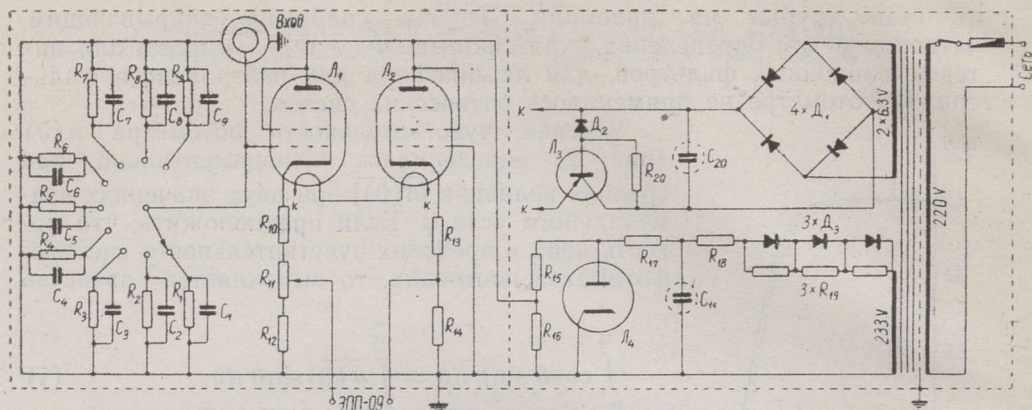 Вход
R₇ R₈ R₉ Л₁ Л₂
C₇ C₈ C₉
К Д₂ 4×Д₁ 2×6.3V Сеть
Л₃ R₂₀ C₂₀
R₆
C₆
R₅
C₅
R₄
C₄
К
R₁₀ R₁₃
220V
R₁₇ R₁₈ 3×Д₃
R₁₅
R₁₁
R₃ C₃ R₂ C₂ R₁ C₁
C₁₁ 3×R₁₉
R₁₂ R₁₄ R₁₆ Л₄ 233V
ЗПП-09